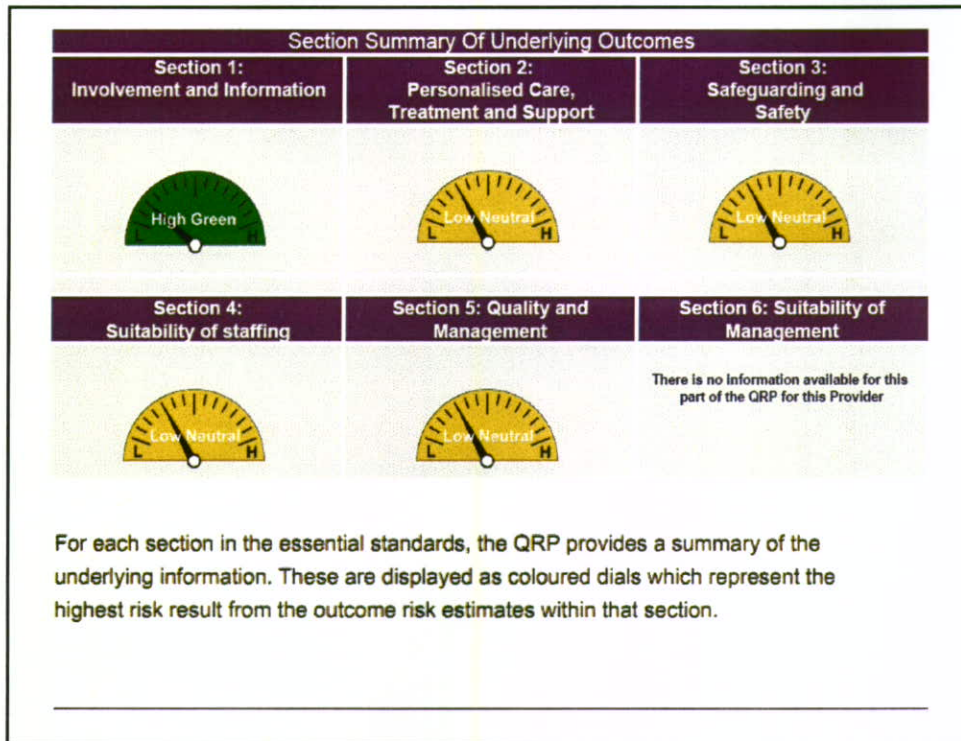 Section Summary Of Underlying Outcomes
Section 1:
Involvement and Information
Section 2:
Personalised Care,
Treatment and Support
Section 3:
Safeguarding and
Safety
High Green
L H
Low Neutral
L H
Low Neutral
L H
Section 4:
Suitability of staffing
Section 5: Quality and
Management
Section 6: Suitability of
Management
Low Neutral
L H
Low Neutral
L H
There is no Information available for this
part of the QRP for this Provider
For each section in the essential standards, the QRP provides a summary of the
underlying information. These are displayed as coloured dials which represent the
highest risk result from the outcome risk estimates within that section.